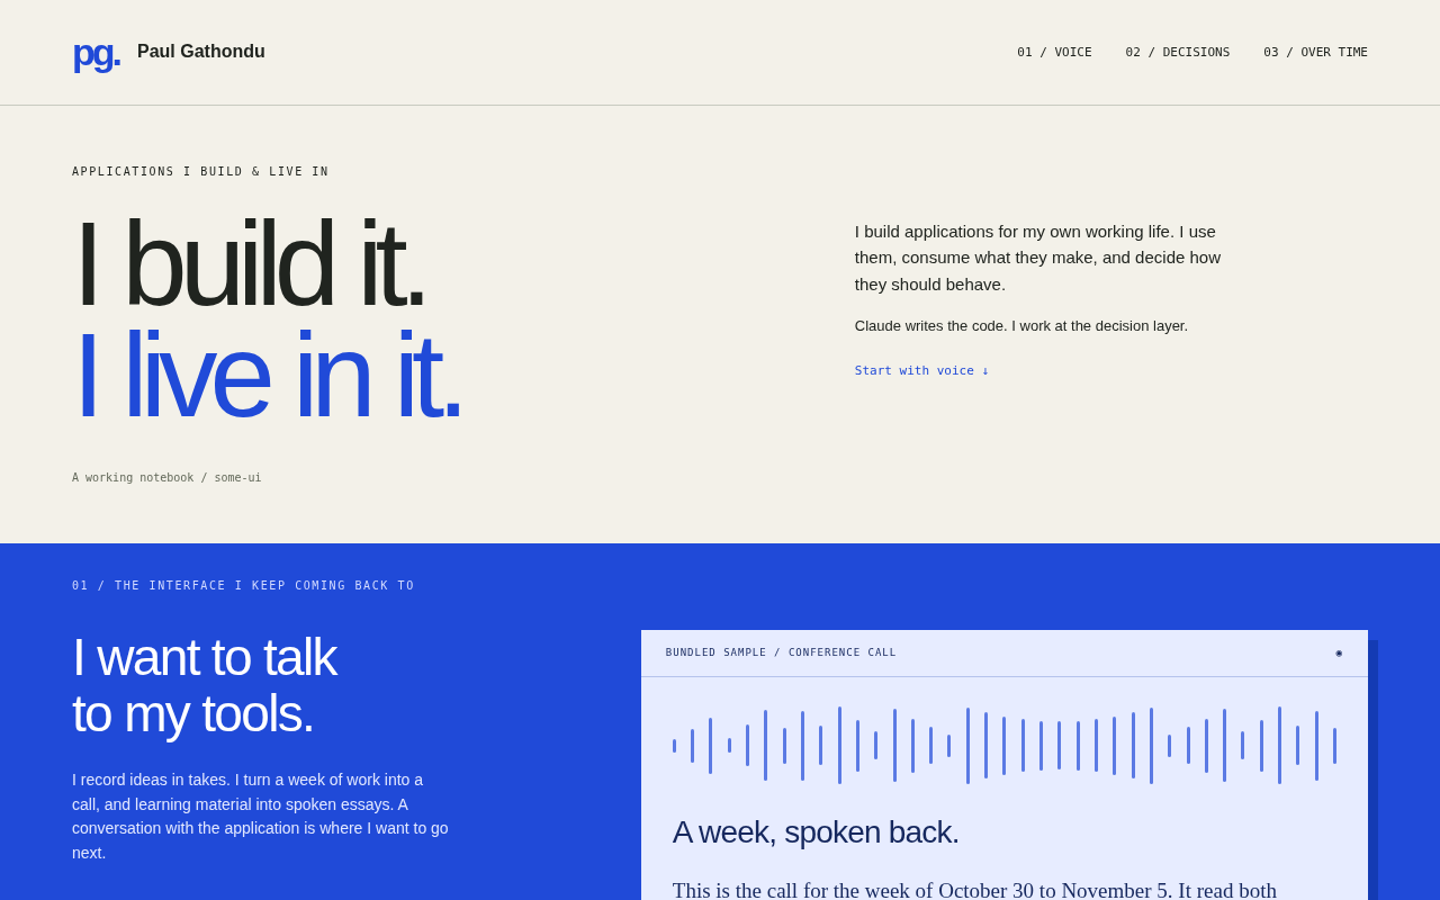 pg. Paul Gathondu
01 / VOICE 02 / DECISIONS 03 / OVER TIME
APPLICATIONS I BUILD & LIVE IN
I build it.
I live in it.
I build applications for my own working life. I use
them, consume what they make, and decide how
they should behave.
Claude writes the code. I work at the decision layer.
Start with voice ↓
A working notebook / some-ui
01 / THE INTERFACE I KEEP COMING BACK TO
I want to talk
to my tools.
I record ideas in takes. I turn a week of work into a
call, and learning material into spoken essays. A
conversation with the application is where I want to go
next.
BUNDLED SAMPLE / CONFERENCE CALL
A week, spoken back.
This is the call for the week of October 30 to November 5. It read both